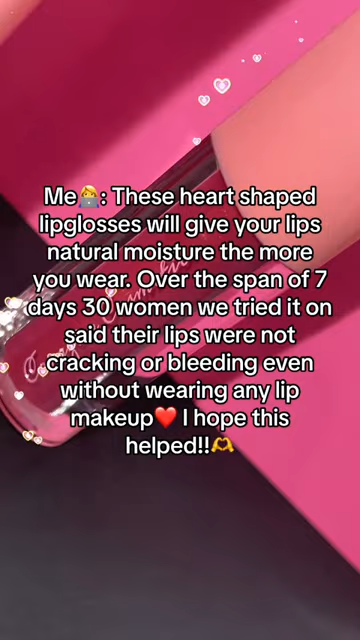 Me👩‍💻: These heart shaped
lipglosses will give your lips
natural moisture the more
you wear. Over the span of 7
days 30 women we tried it on
said their lips were not
cracking or bleeding even
without wearing any lip
makeup❤️ I hope this
helped!!🫶